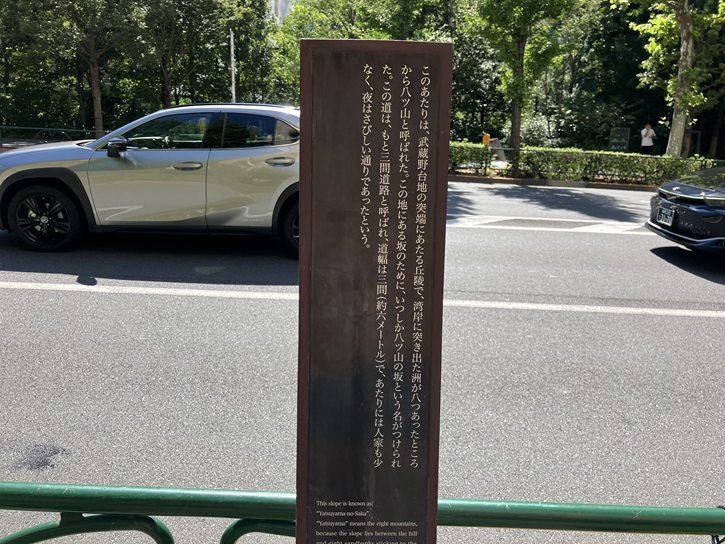 このあたりは、武蔵野台地の突端にあたる丘陵で、湾岸に突き出た洲が八つあったところ
から八ツ山と呼ばれた。この地にある坂のために、いつしか八ツ山の坂という名がつけられ
た。この道は、もと三間道路と呼ばれ、道幅は三間(約六メートル)で、あたりには人家も少
なく、夜はさびしい通りであったという。
This slope is known as
"Yatsuyama-no-Saka".
"Yatsuyama" means the eight mountains,
because the slope lies between the hill
and eight sandbanks sticking to the